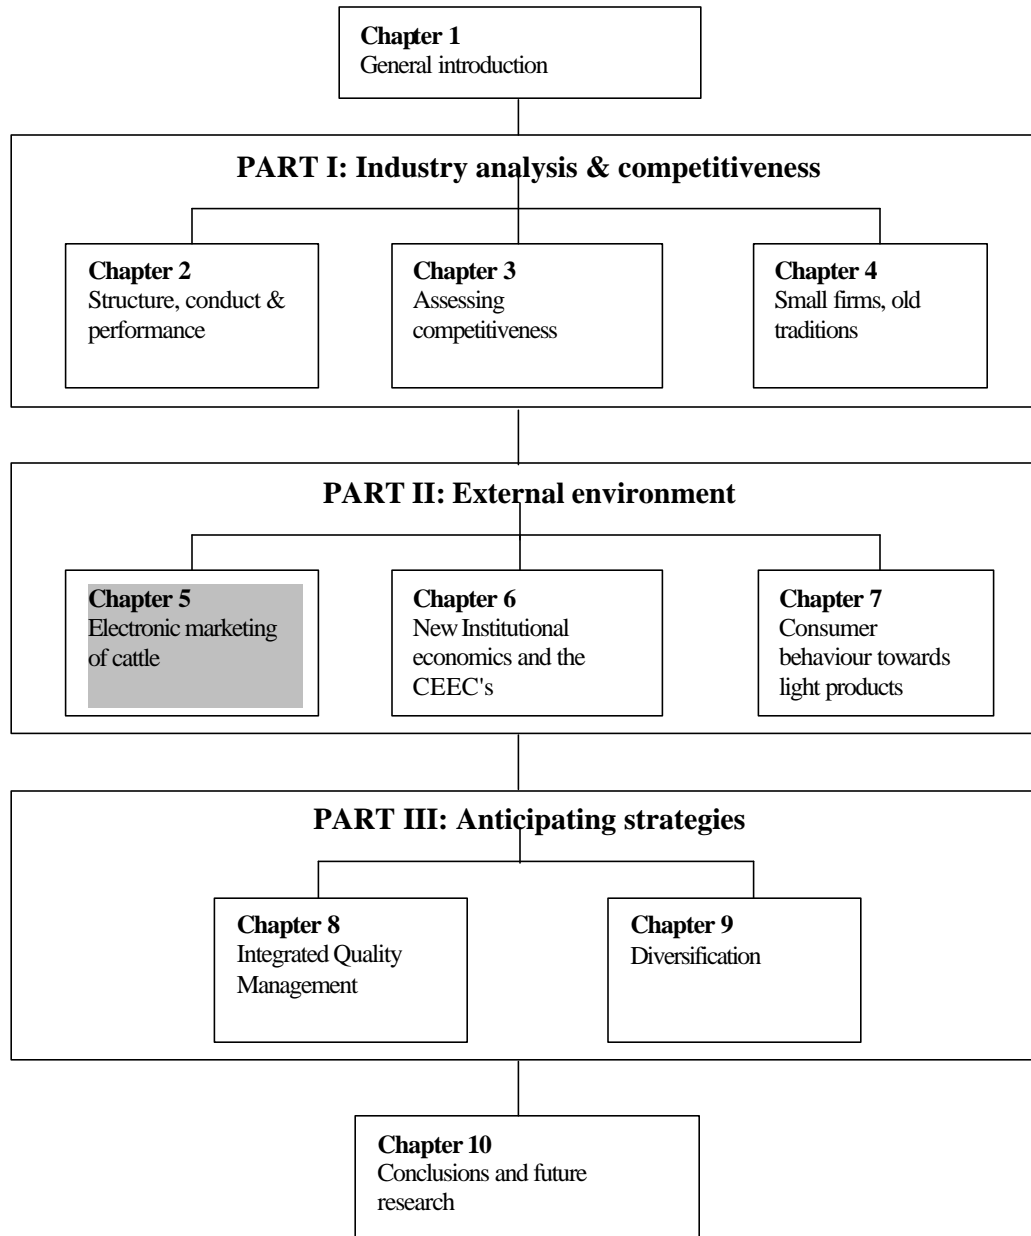 Chapter 1
General introduction
PART I: Industry analysis & competitiveness
Chapter 2
Structure, conduct &
performance
Chapter 3
Assessing
competitiveness
Chapter 4
Small firms, old
traditions
PART II: External environment
Chapter 5
Electronic marketing
of cattle
Chapter 6
New Institutional
economics and the
CEEC's
Chapter 7
Consumer
behaviour towards
light products
PART III: Anticipating strategies
Chapter 8
Integrated Quality
Management
Chapter 9
Diversification
Chapter 10
Conclusions and future
research